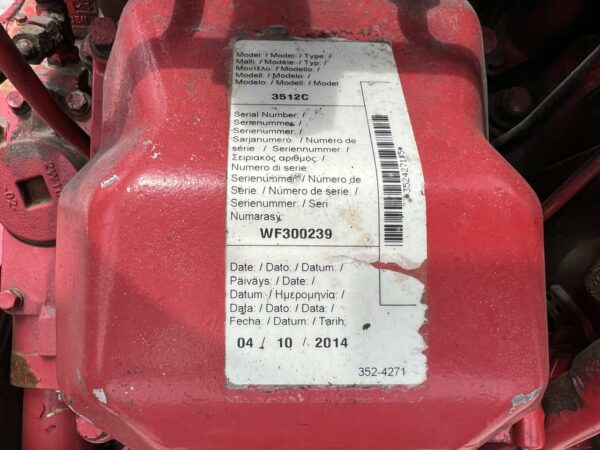 Model: / Model: / Type: /
Malli: / Modèle: / Typ: /
Μοντέλο: / Modello: /
Modell: / Modelo: /
Modelo: / Modell: / Model:
3512C
Serial Number: /
Serienummer: /
Serienummer: /
Sarjanumero: / Numéro de
série: / Seriennummer: /
Σειριακός αριθμός: /
Numero di serie:
Serienummer: / Número de
Série: / Número de serie: /
Serienummer: / Seri
Numarası:
WF300239
Date: / Dato: / Datum: /
Päiväys: / Date: /
Datum: / Ημερομηνία: /
Data: / Dato: / Data: /
Fecha: / Datum: / Tarih:
04 / 10 / 2014
352-4271